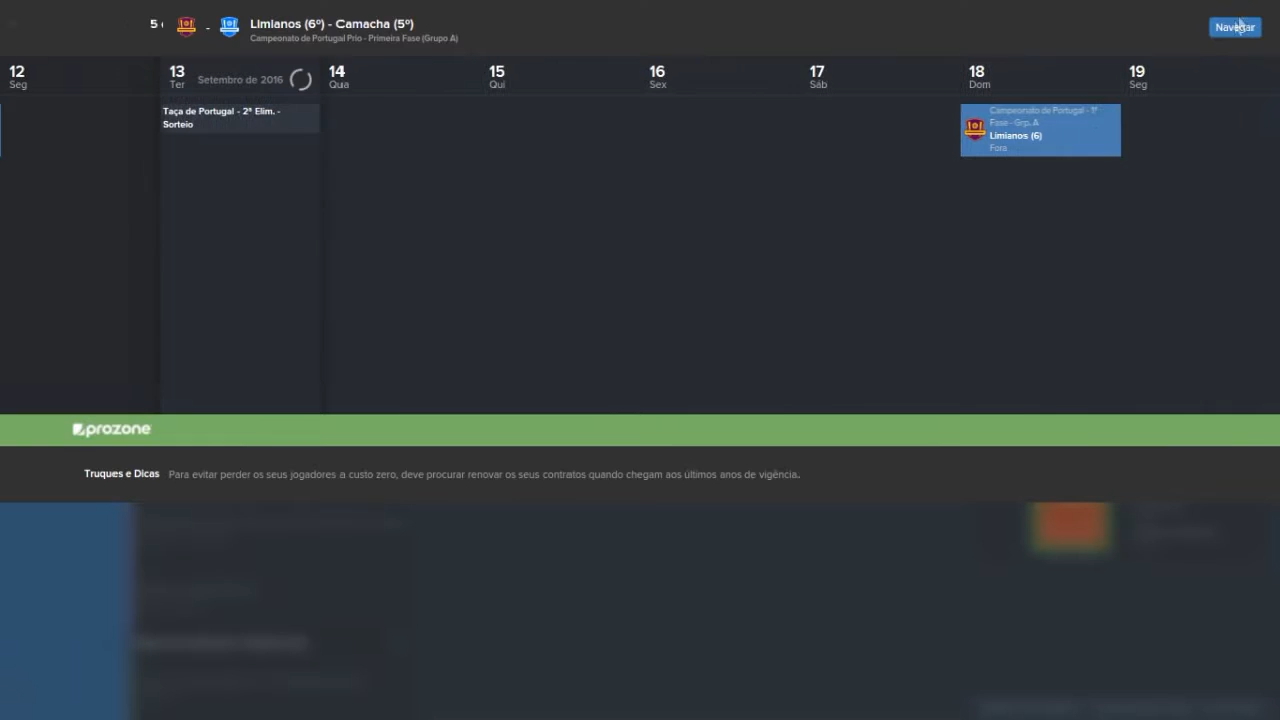 5
Limianos (6º) - Camacha (5º)
Campeonato de Portugal Prio - Primeira Fase (Grupo A)
Navegar
12
Seg
13
Ter
Setembro de 2016
14
Qua
15
Qui
16
Sex
17
Sáb
18
Dom
19
Seg
Taça de Portugal - 2ª Elim. -
Sorteio
Campeonato de Portugal - 1ª
Fase - Grp. A
Limianos (6)
Fora
prozone
Truques e Dicas
Para evitar perder os seus jogadores a custo zero, deve procurar renovar os seus contratos quando chegam aos últimos anos de vigência.